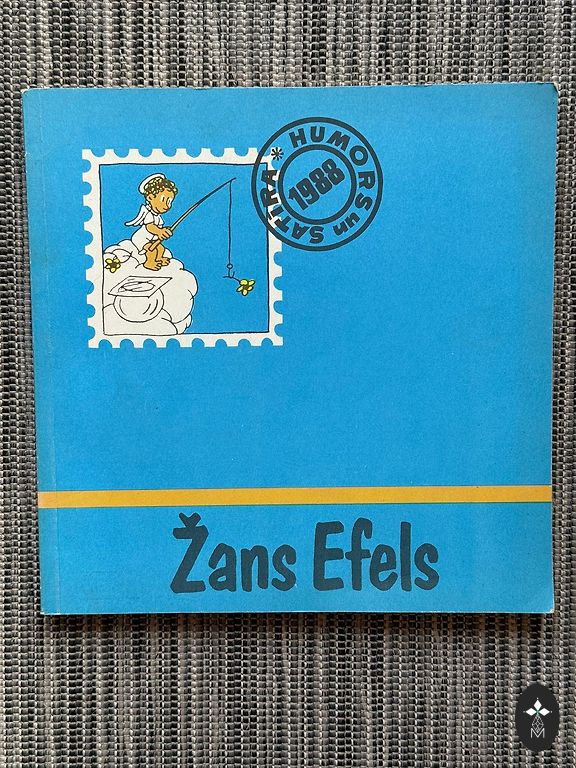 * HUMORS un SATĪRA
1988
Žans Efels